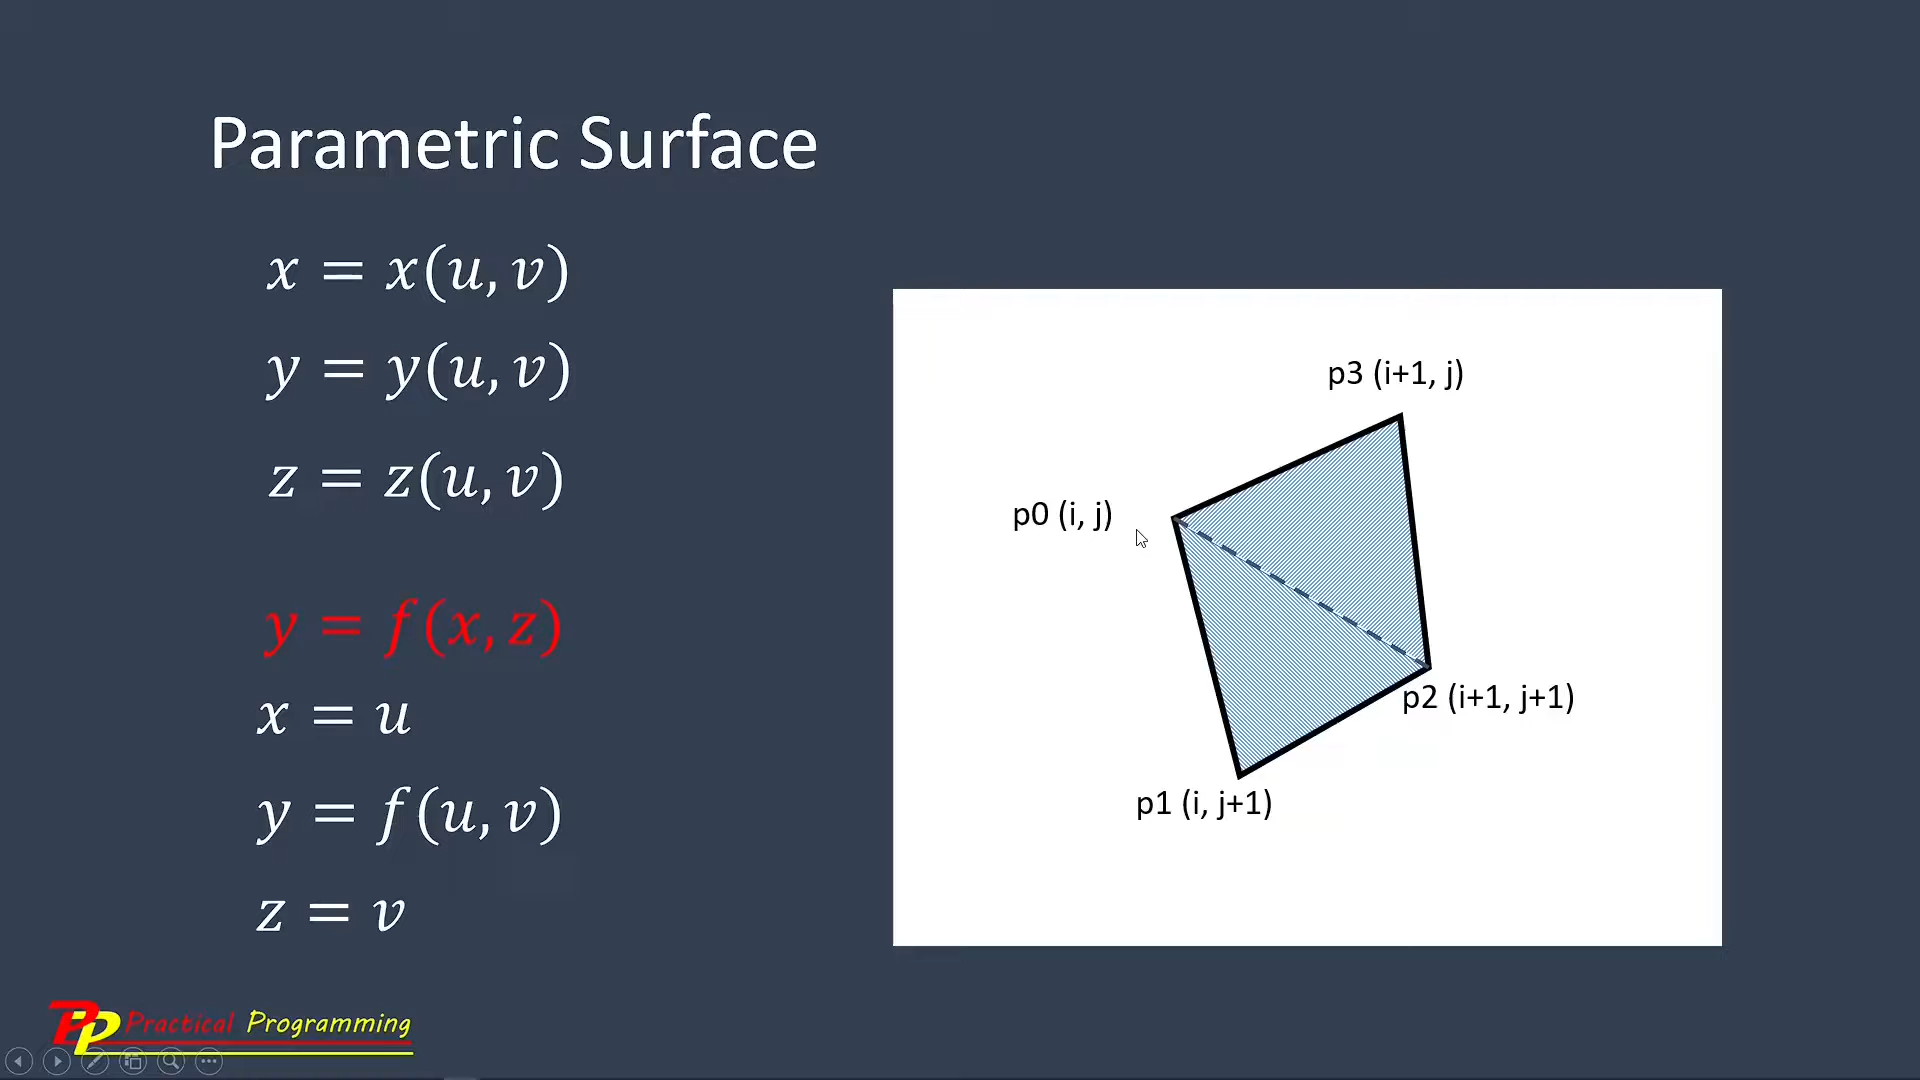 Parametric Surface
x = x(u, v)
y = y(u, v)
z = z(u, v)
y = f(x, z)
x = u
y = f(u, v)
z = v
p3 (i+1, j)
p0 (i, j)
p2 (i+1, j+1)
p1 (i, j+1)
PP Practical Programming